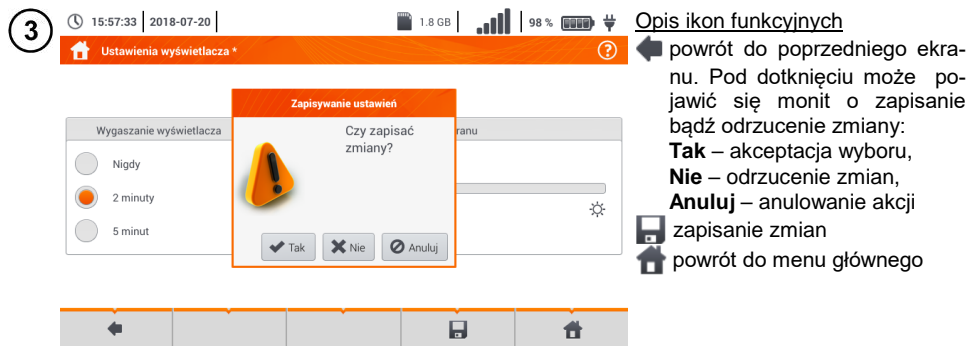 3
15:57:33 2018-07-20 1.8 GB 98 %
Ustawienia wyświetlacza *
?
Zapisywanie ustawień
Wygaszanie wyświetlacza
ranu
Czy zapisać
zmiany?
Nigdy
2 minuty
5 minut
Tak Nie Anuluj
Opis ikon funkcyjnych
powrót do poprzedniego ekra-
nu. Pod dotknięciu może po-
jawić się monit o zapisanie
bądź odrzucenie zmiany:
Tak – akceptacja wyboru,
Nie – odrzucenie zmian,
Anuluj – anulowanie akcji
zapisanie zmian
powrót do menu głównego